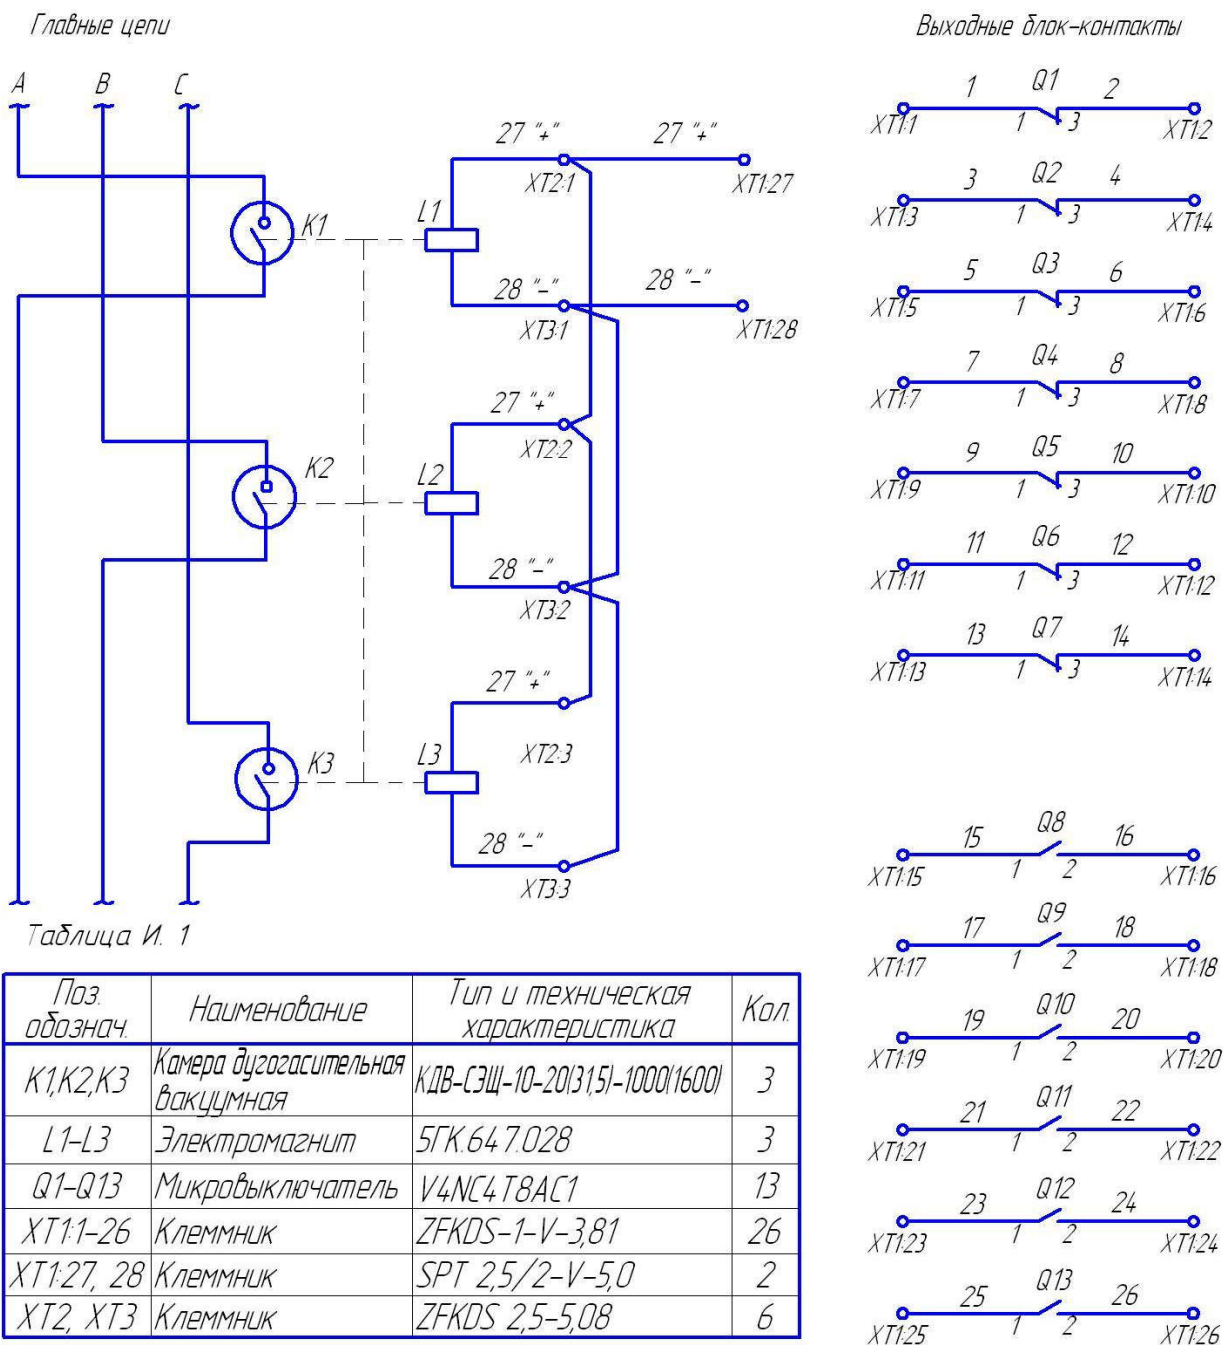 Главные цепи
A B C
K1
L1
27 "+" 27 "+"
XT2:1 XT1:27
28 "-" 28 "-"
XT3:1 XT1:28
K2
L2
27 "+"
XT2:2
28 "-"
XT3:2
K3
L3
27 "+"
XT2:3
28 "-"
XT3:3
Выходные блок-контакты
1 Q1 2
XT1:1 1 3 XT1:2
3 Q2 4
XT1:3 1 3 XT1:4
5 Q3 6
XT1:5 1 3 XT1:6
7 Q4 8
XT1:7 1 3 XT1:8
9 Q5 10
XT1:9 1 3 XT1:10
11 Q6 12
XT1:11 1 3 XT1:12
13 Q7 14
XT1:13 1 3 XT1:14
15 Q8 16
XT1:15 1 2 XT1:16
17 Q9 18
XT1:17 1 2 XT1:18
19 Q10 20
XT1:19 1 2 XT1:20
21 Q11 22
XT1:21 1 2 XT1:22
23 Q12 24
XT1:23 1 2 XT1:24
25 Q13 26
XT1:25 1 2 XT1:26
Таблица И. 1
Поз. обознач. Наименование Тип и техническая характеристика Кол.
K1,K2,K3 Камера дугогасительная вакуумная КДВ-СЭЩ-10-20(31,5)-1000(1600) 3
L1-L3 Электромагнит 5ГК.647.028 3
Q1-Q13 Микровыключатель V4NC4T8AC1 13
XT1:1-26 Клеммник ZFKDS-1-V-3,81 26
XT1:27, 28 Клеммник SPT 2,5/2-V-5,0 2
XT2, XT3 Клеммник ZFKDS 2,5-5,08 6